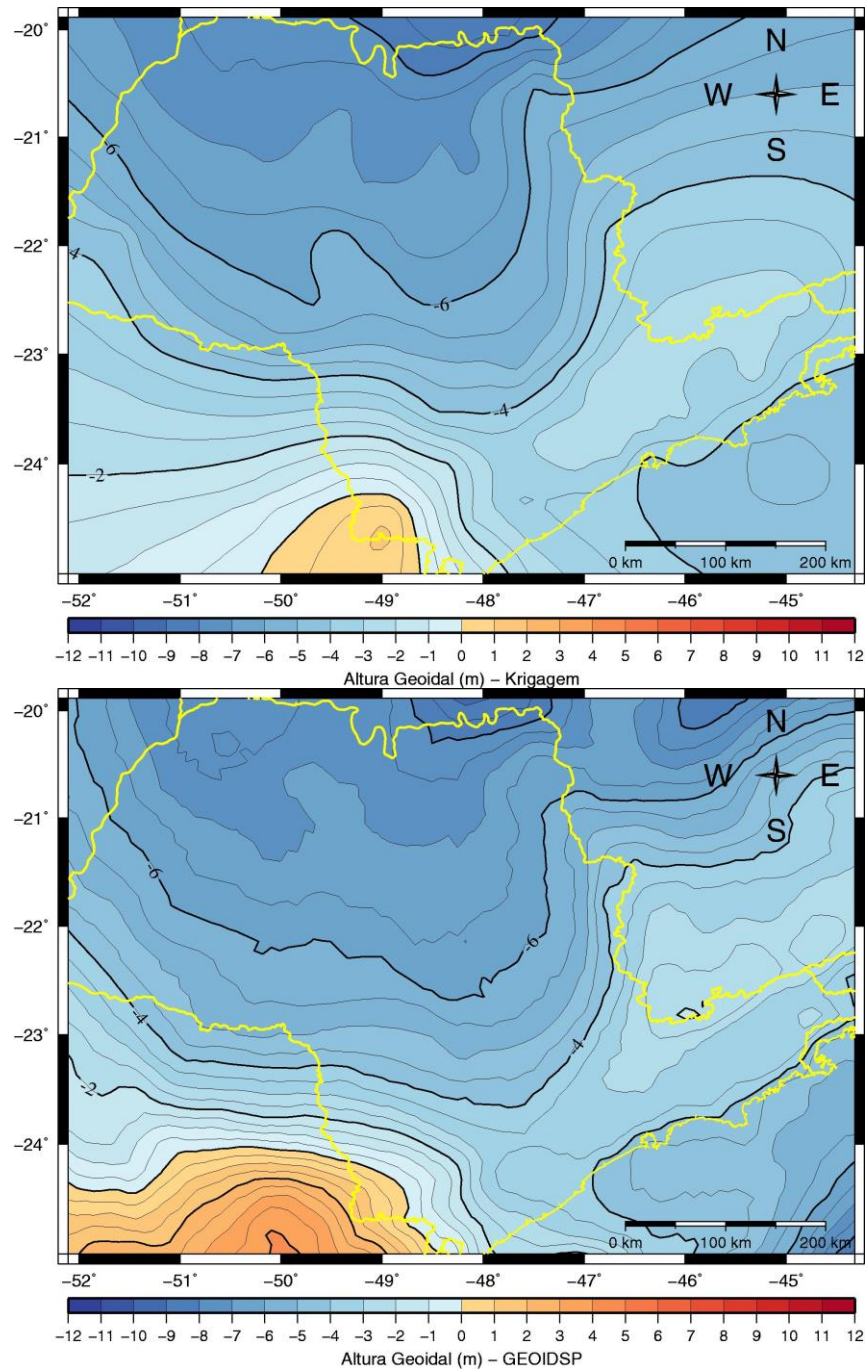 −20°
N
W E
−21°
S
−6
−22°
4
−6
−23°
−4
−24°
−2
0 km 100 km 200 km
−52 −51 −50 −49 −48 −47 −46 −45
−12 −11 −10 −9 −8 −7 −6 −5 −4 −3 −2 −1 0 1 2 3 4 5 6 7 8 9 10 11 12
Altura Geoidal (m) − Krigagem
−20°
N
W E
−21°
S
−6
−22°
−6
−23°
−4
−4
−2
−24°
0 km 100 km 200 km
−52 −51 −50 −49 −48 −47 −46 −45
−12 −11 −10 −9 −8 −7 −6 −5 −4 −3 −2 −1 0 1 2 3 4 5 6 7 8 9 10 11 12
Altura Geoidal (m) − GEOIDSP